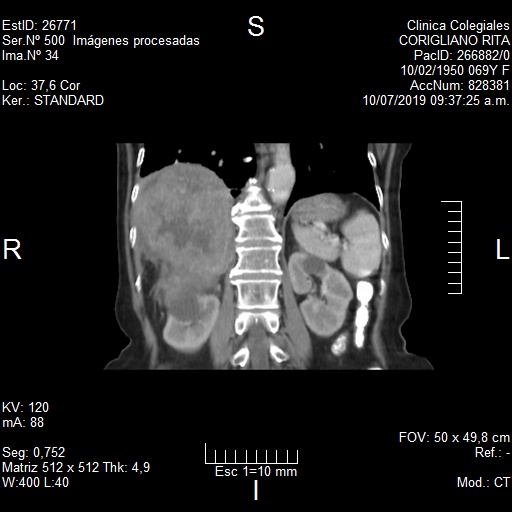 EstID: 26771
Ser.Nº 500 Imágenes procesadas
Ima.Nº 34
Loc: 37,6 Cor
Ker.: STANDARD
S
Clinica Colegiales
CORIGLIANO RITA
PacID: 266882/0
10/02/1950 069Y F
AccNum: 828381
10/07/2019 09:37:25 a.m.
R
L
KV: 120
mA: 88
Seg: 0,752
Matriz 512 x 512 Thk: 4,9
W:400 L:40
Esc 1=10 mm
I
FOV: 50 x 49,8 cm
Ref.: -
Mod.: CT